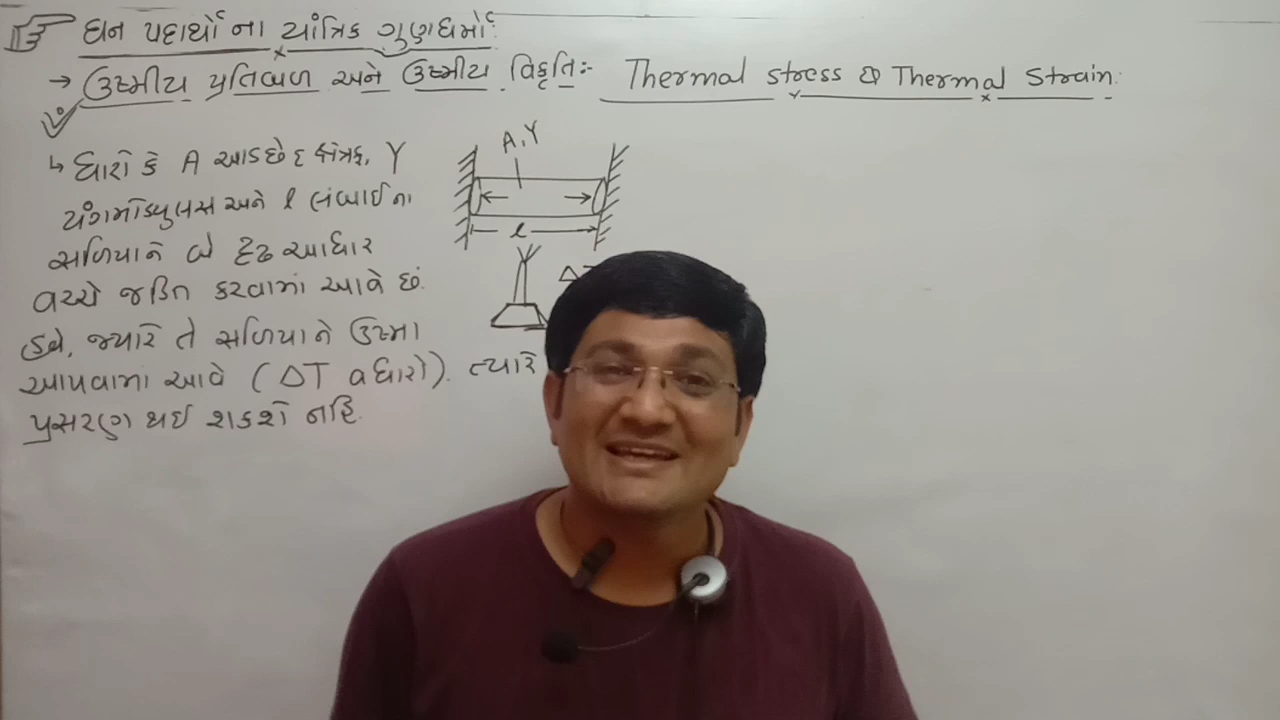 ઘન પદાર્થોના યાંત્રિક ગુણધર્મો:
→ ઉષ્મીય પ્રતિબળ અને ઉષ્મીય વિકૃતિ:- Thermal stress & Thermal Strain:
↳ ધારો કે A આડછેદ ક્ષેત્રફ, Y
યંગમોડ્યુલસ અને l લંબાઈના
સળિયાને બે દ્રઢ આધાર
વચ્ચે જડિત કરવામાં આવે છે.
હવે, જ્યારે તે સળિયાને ઉષ્મા
આપવામાં આવે (ΔT વધારો). ત્યારે
પ્રસરણ થઈ શકશે નહિ.
A, Y
l